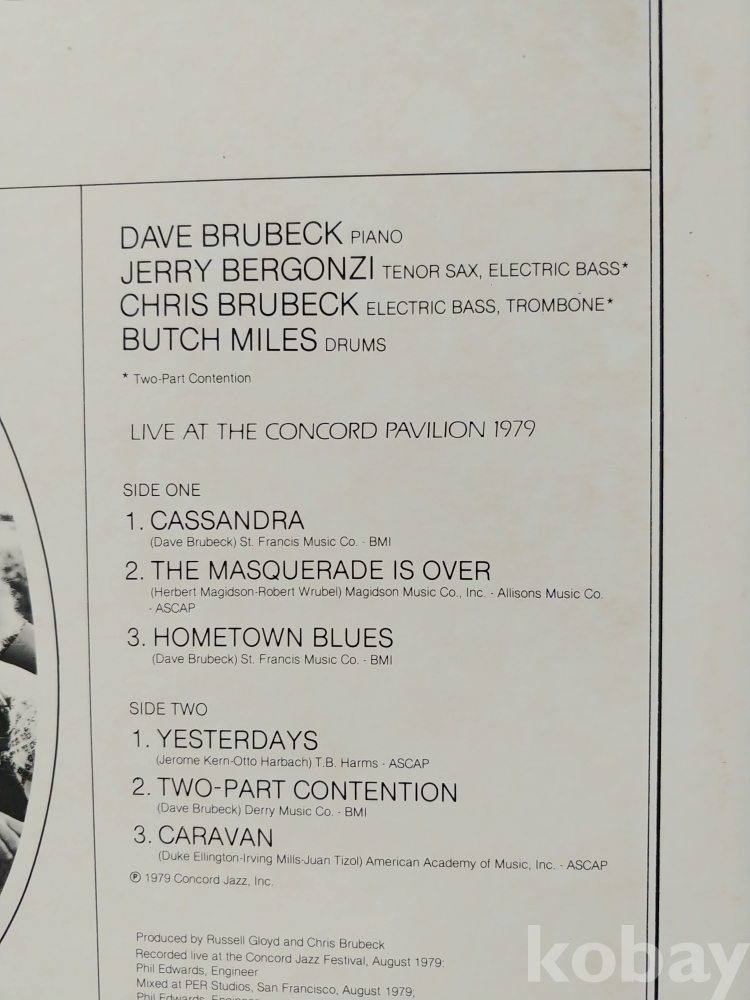 DAVE BRUBECK PIANO
JERRY BERGONZI TENOR SAX, ELECTRIC BASS*
CHRIS BRUBECK ELECTRIC BASS, TROMBONE*
BUTCH MILES DRUMS
* Two-Part Contention
LIVE AT THE CONCORD PAVILION 1979
SIDE ONE
1. CASSANDRA
(Dave Brubeck) St. Francis Music Co. - BMI
2. THE MASQUERADE IS OVER
(Herbert Magidson-Robert Wrubel) Magidson Music Co., Inc. - Allisons Music Co.
- ASCAP
3. HOMETOWN BLUES
(Dave Brubeck) St. Francis Music Co. - BMI
SIDE TWO
1. YESTERDAYS
(Jerome Kern-Otto Harbach) T.B. Harms - ASCAP
2. TWO-PART CONTENTION
(Dave Brubeck) Derry Music Co. - BMI
3. CARAVAN
(Duke Ellington-Irving Mills-Juan Tizol) American Academy of Music, Inc. - ASCAP
℗ 1979 Concord Jazz, Inc.
Produced by Russell Gloyd and Chris Brubeck
Recorded live at the Concord Jazz Festival, August 1979:
Phil Edwards, Engineer
Mixed at PER Studios, San Francisco, August 1979;
Phil Edwards, Engineer
kobay